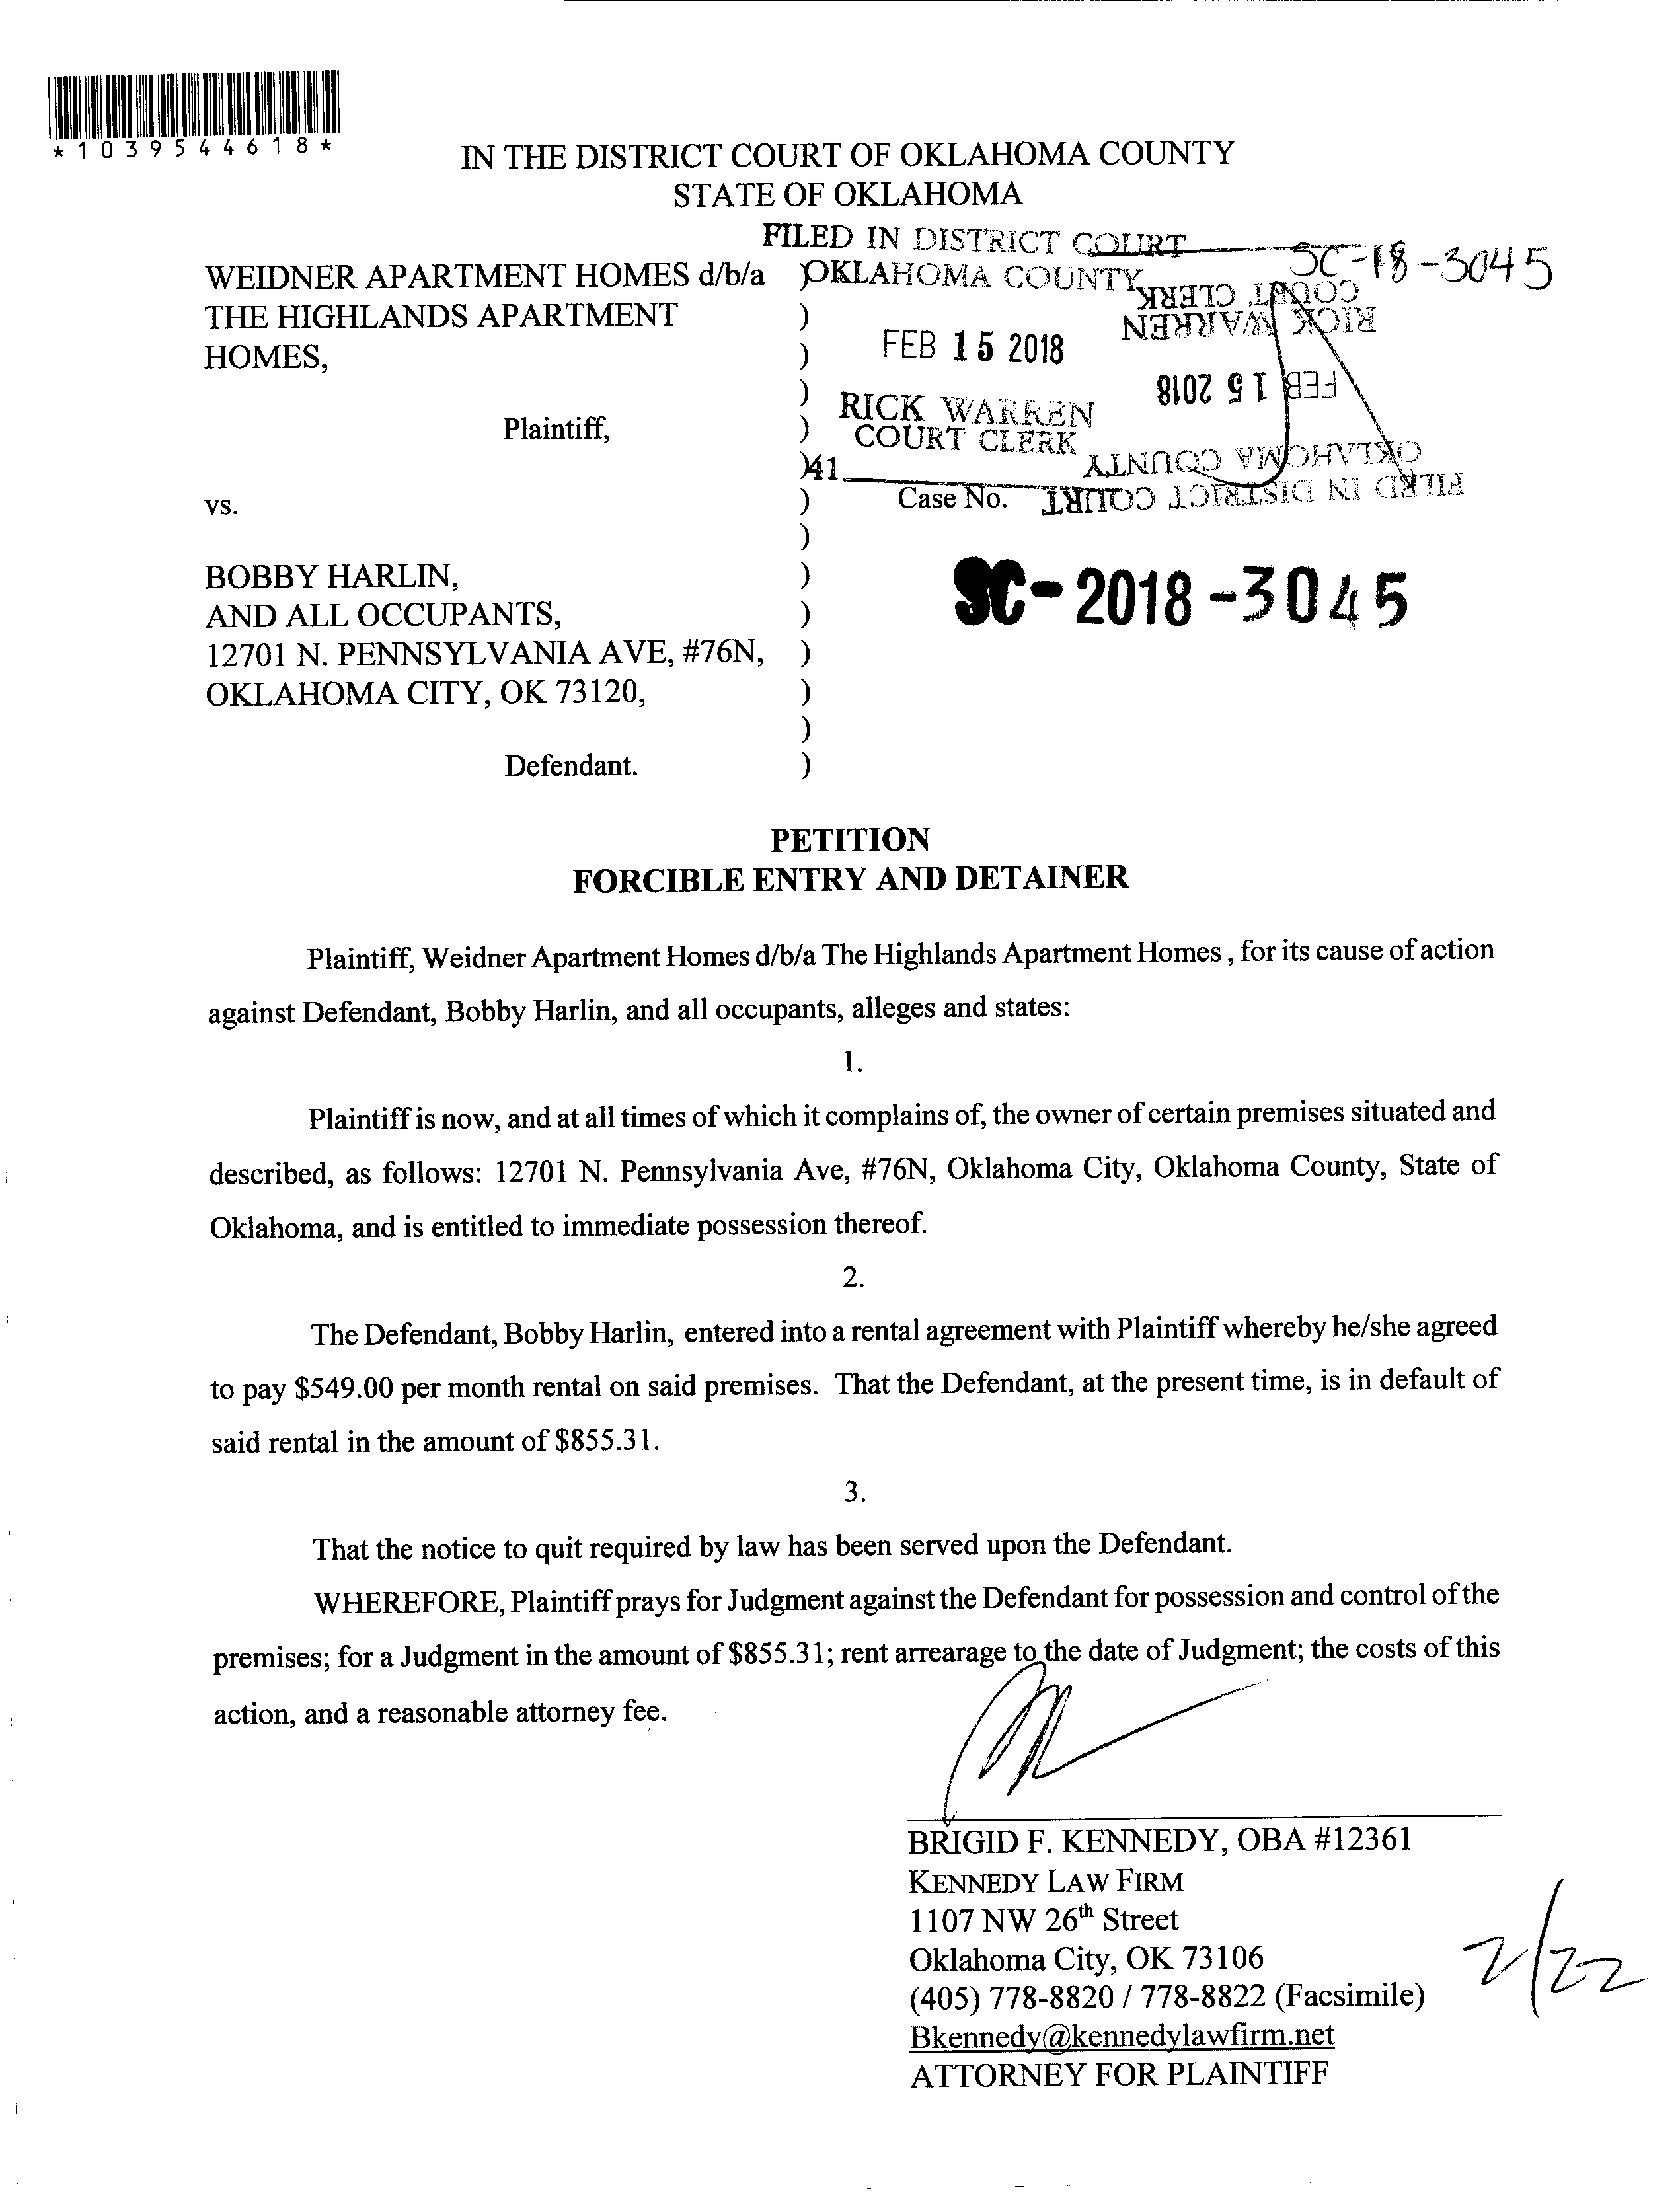 *1039544618*
IN THE DISTRICT COURT OF OKLAHOMA COUNTY
STATE OF OKLAHOMA
FILED IN DISTRICT COURT
OKLAHOMA COUNTY
SC-18-3045
WEIDNER APARTMENT HOMES d/b/a )
THE HIGHLANDS APARTMENT )
HOMES, )
)
Plaintiff, )
)
vs. )
)
BOBBY HARLIN, )
AND ALL OCCUPANTS, )
12701 N. PENNSYLVANIA AVE, #76N, )
OKLAHOMA CITY, OK 73120, )
)
Defendant. )
FEB 15 2018
RICK WARREN
COURT CLERK
41
FILED IN DISTRICT COURT
OKLAHOMA COUNTY
FEB 15 2018
RICK WARREN
COURT CLERK
Case No.
SC-2018-3045
PETITION
FORCIBLE ENTRY AND DETAINER
Plaintiff, Weidner Apartment Homes d/b/a The Highlands Apartment Homes , for its cause of action
against Defendant, Bobby Harlin, and all occupants, alleges and states:
1.
Plaintiff is now, and at all times of which it complains of, the owner of certain premises situated and
described, as follows: 12701 N. Pennsylvania Ave, #76N, Oklahoma City, Oklahoma County, State of
Oklahoma, and is entitled to immediate possession thereof.
2.
The Defendant, Bobby Harlin, entered into a rental agreement with Plaintiff whereby he/she agreed
to pay $549.00 per month rental on said premises. That the Defendant, at the present time, is in default of
said rental in the amount of $855.31.
3.
That the notice to quit required by law has been served upon the Defendant.
WHEREFORE, Plaintiff prays for Judgment against the Defendant for possession and control of the
premises; for a Judgment in the amount of $855.31; rent arrearage to the date of Judgment; the costs of this
action, and a reasonable attorney fee.
BRIGID F. KENNEDY, OBA #12361
KENNEDY LAW FIRM
1107 NW 26th Street
Oklahoma City, OK 73106
(405) 778-8820 / 778-8822 (Facsimile)
Bkennedy@kennedylawfirm.net
ATTORNEY FOR PLAINTIFF
2/22